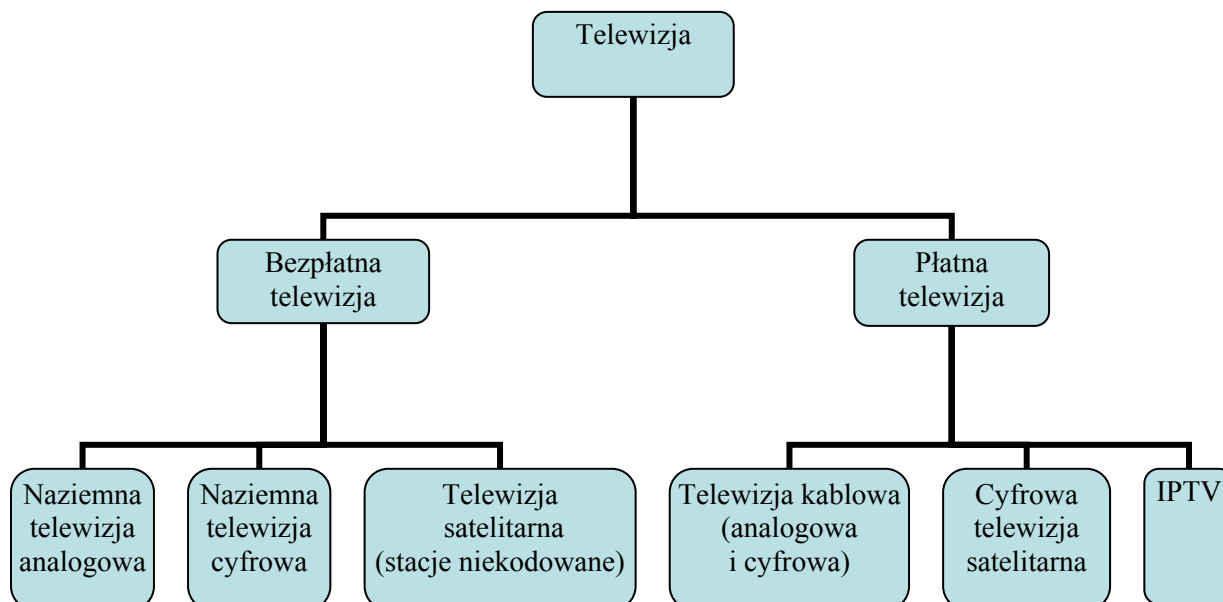 Telewizja
Bezpłatna
telewizja
Płatna
telewizja
Naziemna
telewizja
analogowa
Naziemna
telewizja
cyfrowa
Telewizja
satelitarna
(stacje niekodowane)
Telewizja kablowa
(analogowa
i cyfrowa)
Cyfrowa
telewizja
satelitarna
IPTV